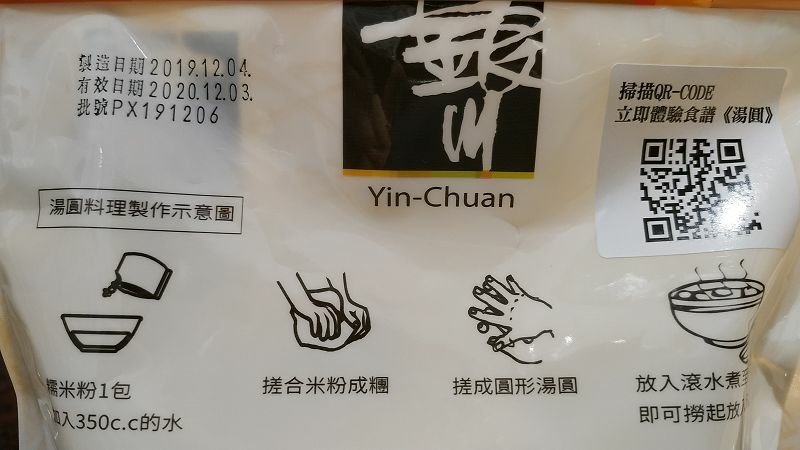 製造日期2019.12.04.
有效日期2020.12.03.
批號PX191206
銀川
Yin-Chuan
掃描QR-CODE
立即體驗食譜《湯圓》
湯圓料理製作示意圖
糯米粉1包
加入350c.c的水
搓合米粉成糰
搓成圓形湯圓
放入滾水煮至
即可撈起放